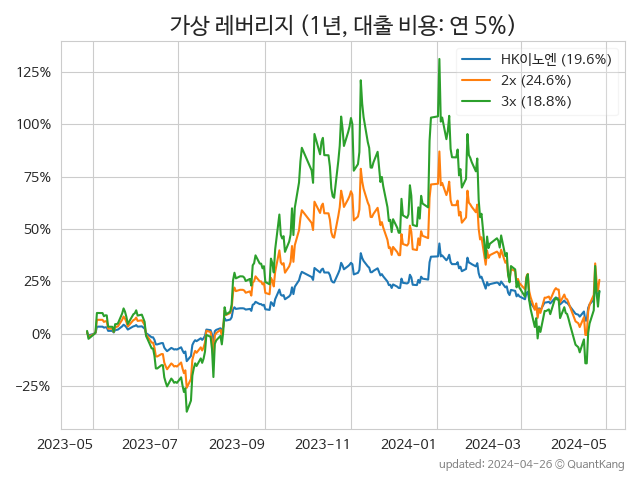 가상 레버리지 (1년, 대출 비용: 연 5%)
HK이노엔 (19.6%)
2x (24.6%)
3x (18.8%)
125%
100%
75%
50%
25%
0%
−25%
2023-05 2023-07 2023-09 2023-11 2024-01 2024-03 2024-05
updated: 2024-04-26 © QuantKang